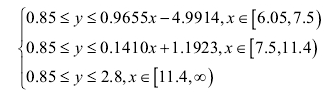 0.85 ≤ y ≤ 0.9655x − 4.9914, x ∈ [6.05, 7.5)
0.85 ≤ y ≤ 0.1410x + 1.1923, x ∈ [7.5, 11.4)
0.85 ≤ y ≤ 2.8, x ∈ [11.4, ∞)